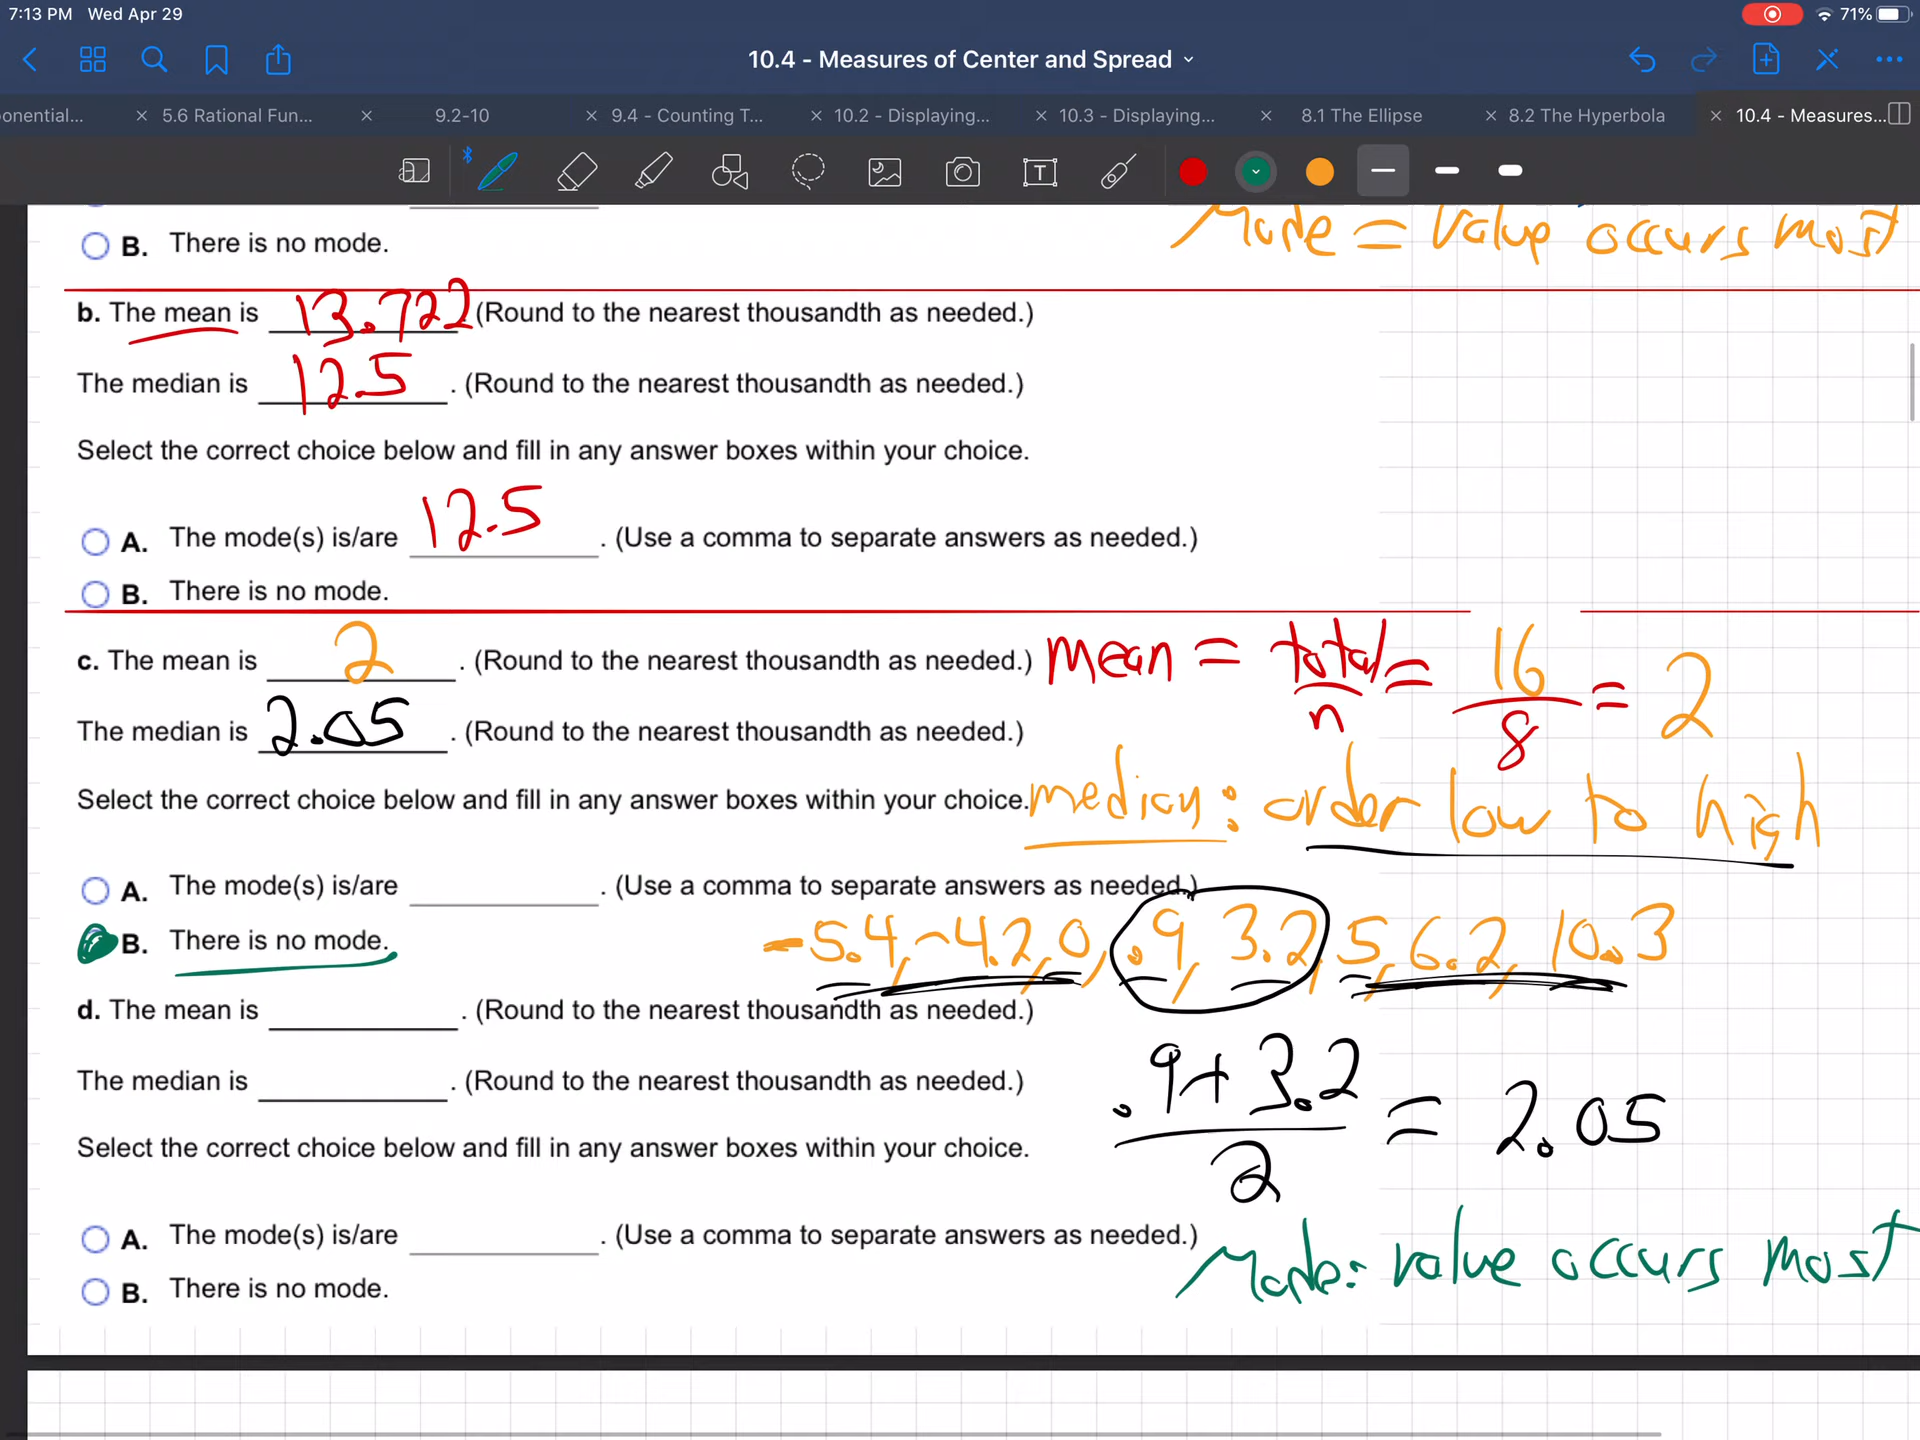 7:13 PM Wed Apr 29
71%
10.4 - Measures of Center and Spread
onential...
5.6 Rational Fun...
9.2-10
9.4 - Counting T...
10.2 - Displaying...
10.3 - Displaying...
8.1 The Ellipse
8.2 The Hyperbola
10.4 - Measures...
T
Mode = value occurs most
B. There is no mode.
b. The mean is 13.722 (Round to the nearest thousandth as needed.)
The median is 12.5 . (Round to the nearest thousandth as needed.)
Select the correct choice below and fill in any answer boxes within your choice.
A. The mode(s) is/are 12.5 . (Use a comma to separate answers as needed.)
B. There is no mode.
c. The mean is 2 . (Round to the nearest thousandth as needed.) mean = total/n = 16/8 = 2
The median is 2.05 . (Round to the nearest thousandth as needed.)
Select the correct choice below and fill in any answer boxes within your choice. median: order low to high
A. The mode(s) is/are . (Use a comma to separate answers as needed.)
B. There is no mode. -5.4, -4.2, 0, .9, 3.2, 5, 6.2, 10.3
d. The mean is . (Round to the nearest thousandth as needed.)
The median is . (Round to the nearest thousandth as needed.) .9+3.2/2 = 2.05
Select the correct choice below and fill in any answer boxes within your choice.
A. The mode(s) is/are . (Use a comma to separate answers as needed.) Mode: value occurs most
B. There is no mode.